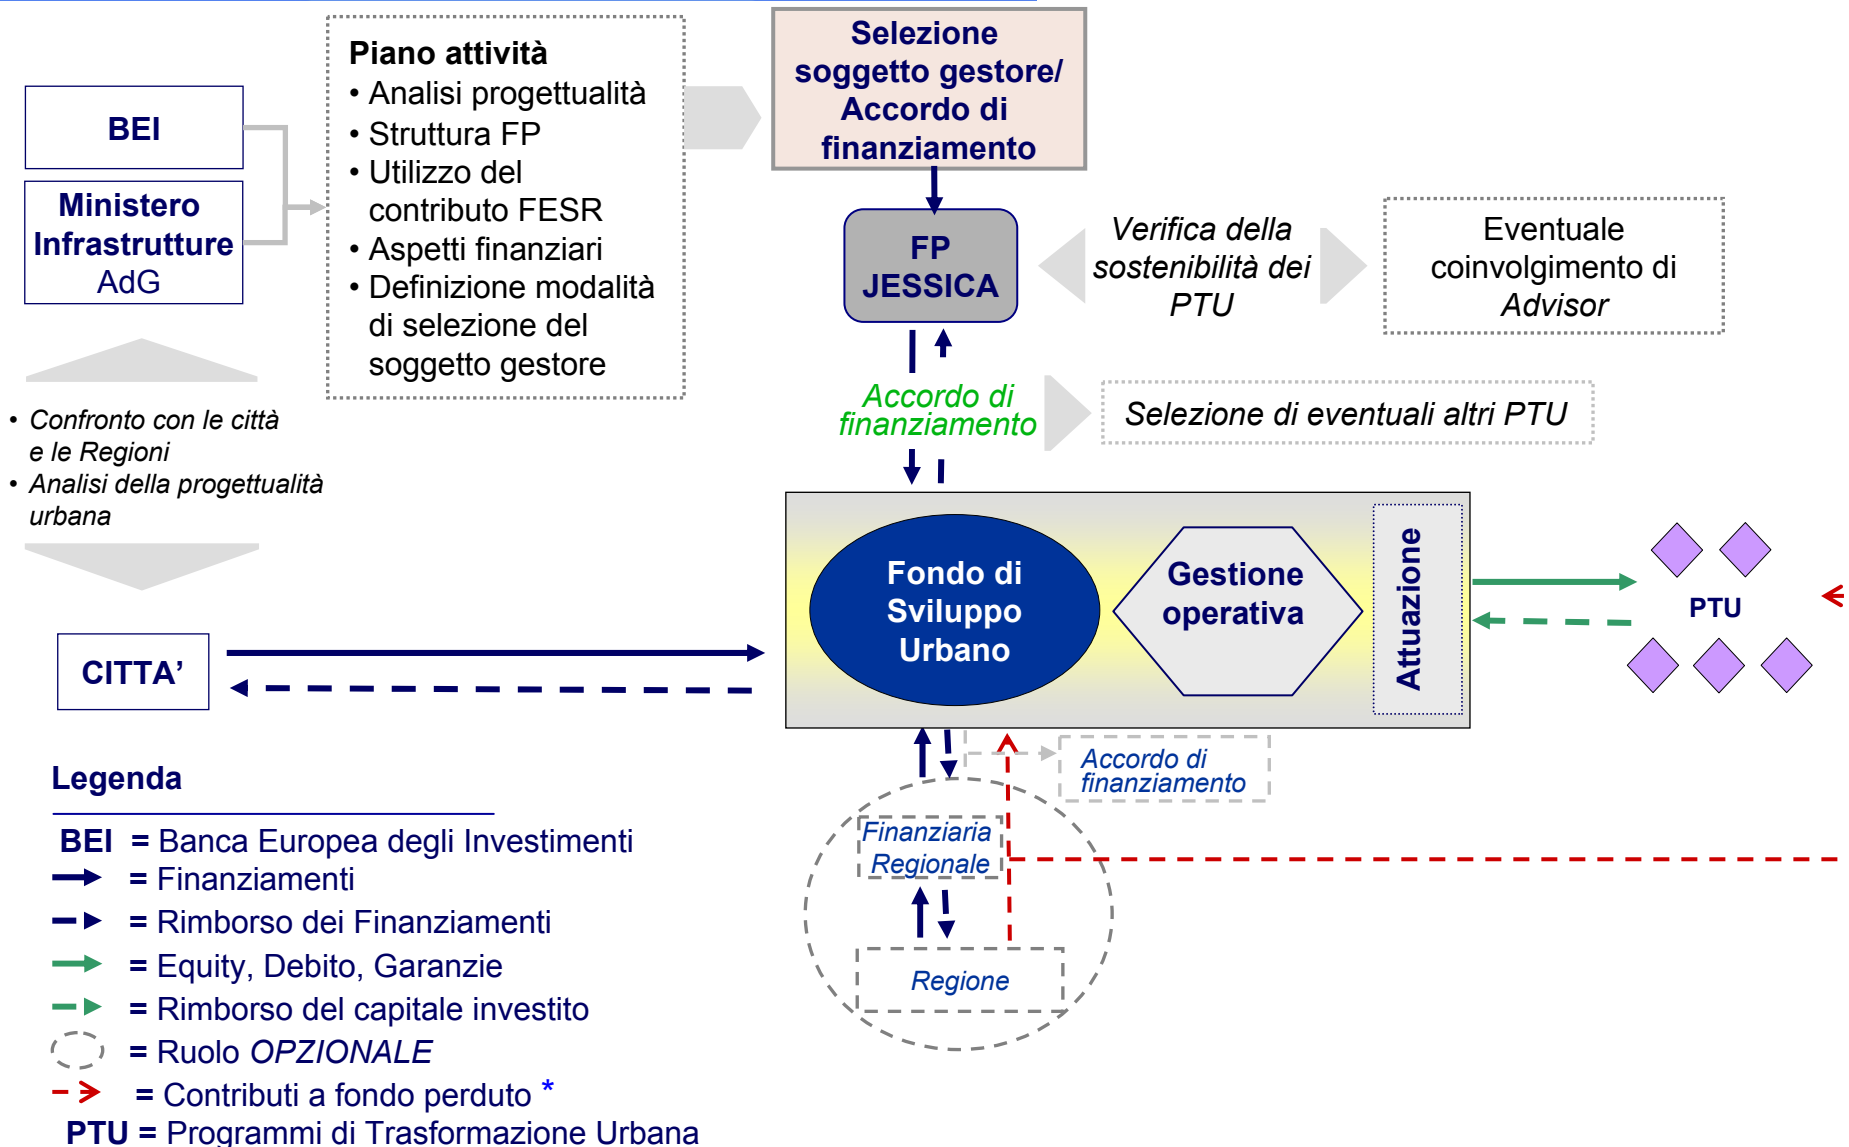 BEI
Ministero
Infrastrutture
AdG
Piano attività
• Analisi progettualità
• Struttura FP
• Utilizzo del
contributo FESR
• Aspetti finanziari
• Definizione modalità
di selezione del
soggetto gestore
Selezione
soggetto gestore/
Accordo di
finanziamento
FP
JESSICA
Verifica della
sostenibilità dei
PTU
Eventuale
coinvolgimento di
Advisor
Accordo di
finanziamento
Selezione di eventuali altri PTU
• Confronto con le città
e le Regioni
• Analisi della progettualità
urbana
CITTA'
Fondo di
Sviluppo
Urbano
Gestione
operativa
Attuazione
PTU
Accordo di
finanziamento
Finanziaria
Regionale
Regione
Legenda
BEI = Banca Europea degli Investimenti
= Finanziamenti
= Rimborso dei Finanziamenti
= Equity, Debito, Garanzie
= Rimborso del capitale investito
= Ruolo OPZIONALE
= Contributi a fondo perduto *
PTU = Programmi di Trasformazione Urbana